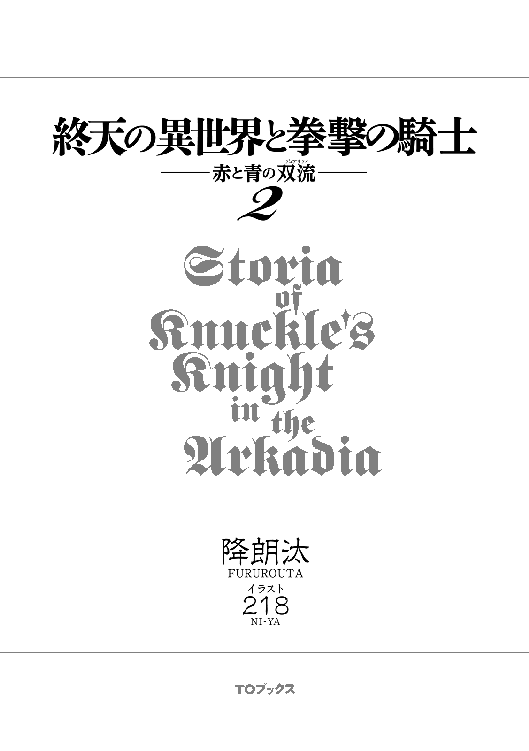 終天の異世界と拳撃の騎士
赤と青の双流
2
Storia
of
Knuckle's
Knight
in the
Arkadia
降朗汰
FURUROUTA
イラスト
218
NI-YA
TOブックス